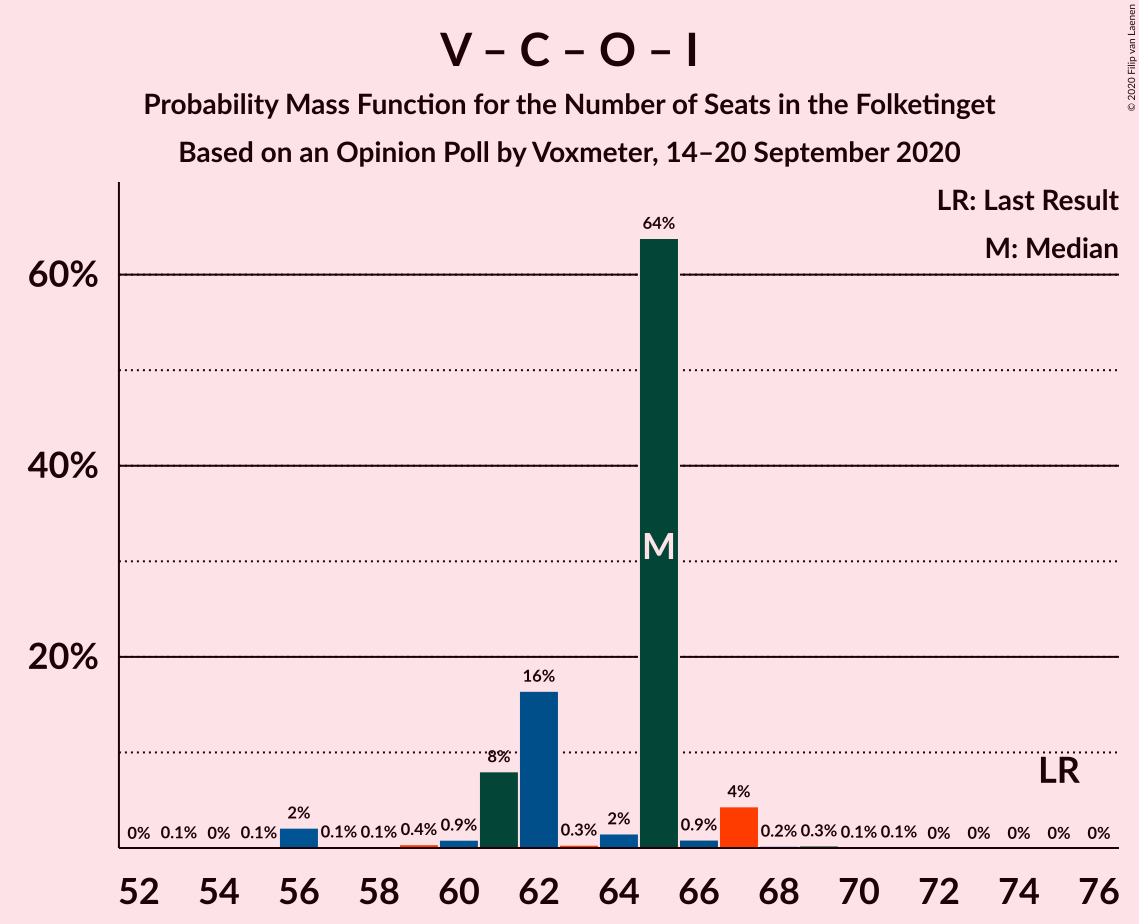 V – C – O – I
Probability Mass Function for the Number of Seats in the Folketinget
Based on an Opinion Poll by Voxmeter, 14–20 September 2020
© 2020 Filip van Laenen
LR: Last Result
M: Median
60%
40%
20%
0% 0.1% 0% 0.1% 2% 0.1% 0.1% 0.4% 0.9% 8% 16% 0.3% 2% 64% 0.9% 4% 0.2% 0.3% 0.1% 0.1% 0% 0% 0% 0% 0%
M
LR
52 54 56 58 60 62 64 66 68 70 72 74 76